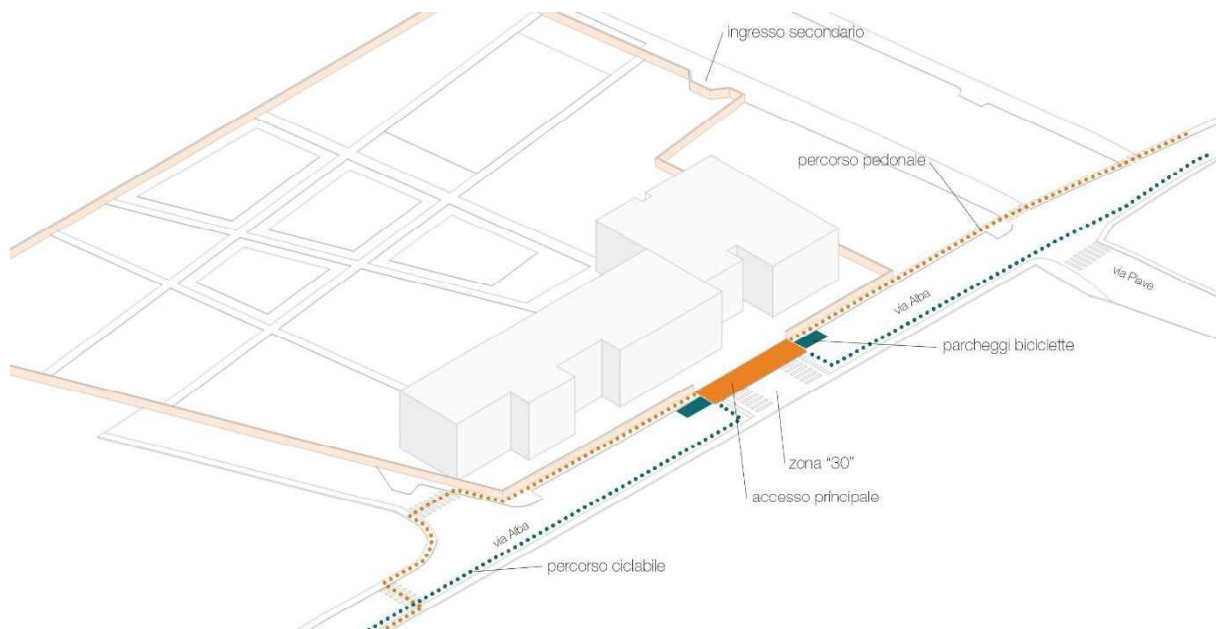 ingresso secondario
percorso pedonale
via Piave
via Alba
parcheggi biciclette
zona "30"
accesso principale
via Alba
percorso ciclabile